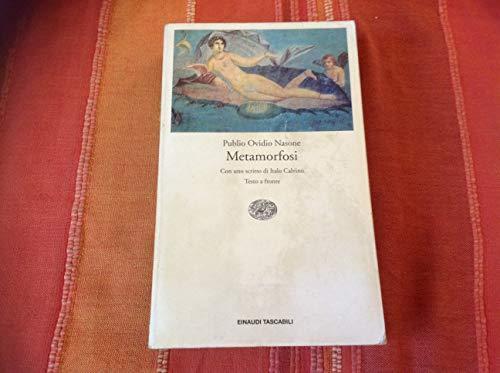 Publio Ovidio Nasone
Metamorfosi
Con uno scritto di Italo Calvino.
Testo a fronte
EINAUDI TASCABILI